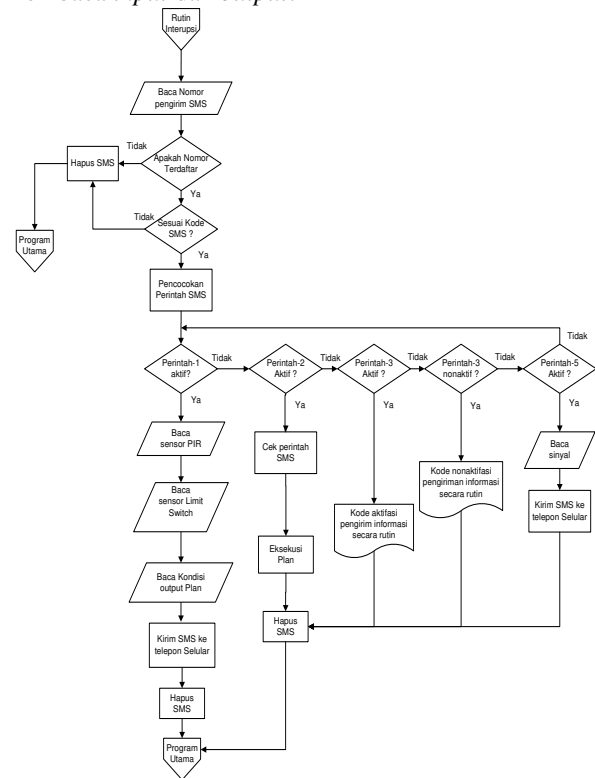 Rutin
Interupsi
Baca Nomor
pengirim SMS
Tidak
Hapus SMS
Apakah Nomor
Terdaftar
Ya
Tidak
Sesuai Kode
SMS ?
Program
Utama
Ya
Pencocokan
Perintah SMS
Tidak
Perintah-1
aktif?
Tidak
Perintah-2
Aktif ?
Tidak
Perintah-3
Aktif ?
Tidak
Perintah-3
nonaktif ?
Tidak
Perintah-5
Aktif ?
Ya
Ya
Ya
Ya
Ya
Baca
sensor PIR
Cek perintah
SMS
Baca
sinyal
Kode nonaktifasi
pengiriman informasi
secara rutin
Baca
sensor Limit
Switch
Kode aktifasi
pengirim informasi
secara rutin
Kirim SMS ke
telepon Selular
Eksekusi
Plan
Baca Kondisi
output Plan
Hapus
SMS
Kirim SMS ke
telepon Selular
Hapus
SMS
Program
Utama